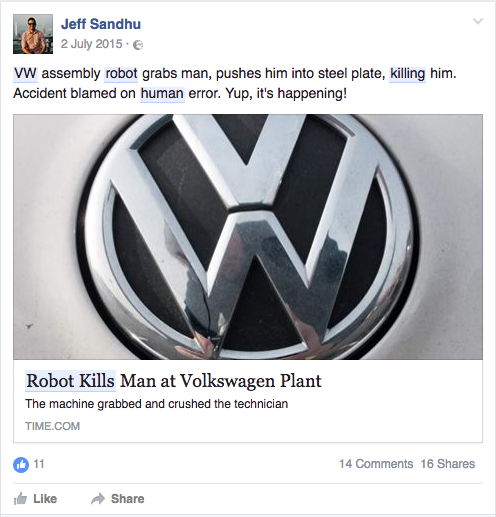 Jeff Sandhu
2 July 2015 ·
VW assembly robot grabs man, pushes him into steel plate, killing him.
Accident blamed on human error. Yup, it's happening!
Robot Kills Man at Volkswagen Plant
The machine grabbed and crushed the technician
TIME.COM
11
14 Comments 16 Shares
Like Share